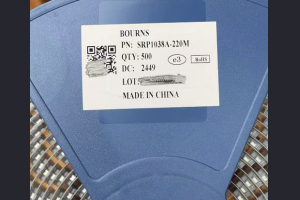 BOURNS
PN: SRP1038A-220M
QTY: 500
DC: 2449
e3
RoHS
LOT:
MADE IN CHINA